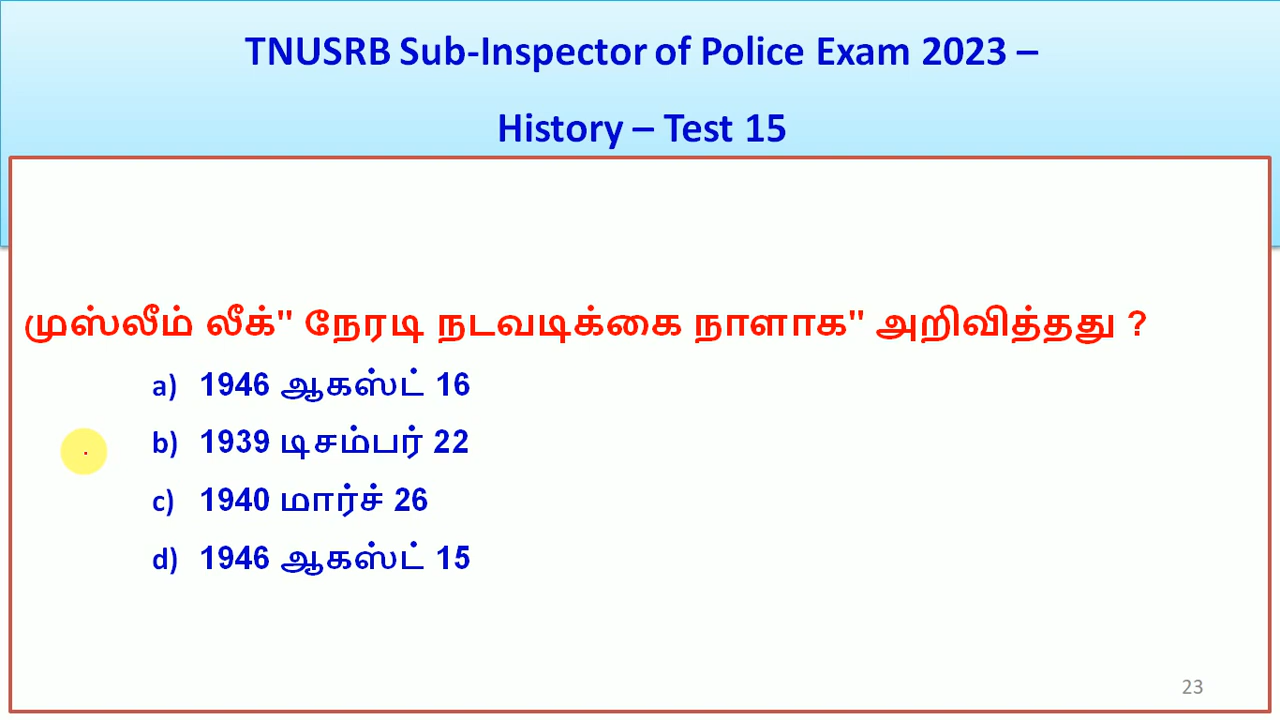 TNUSRB Sub-Inspector of Police Exam 2023 –
History – Test 15
முஸ்லீம் லீக்" நேரடி நடவடிக்கை நாளாக" அறிவித்தது ?
a) 1946 ஆகஸ்ட் 16
b) 1939 டிசம்பர் 22
c) 1940 மார்ச் 26
d) 1946 ஆகஸ்ட் 15
23